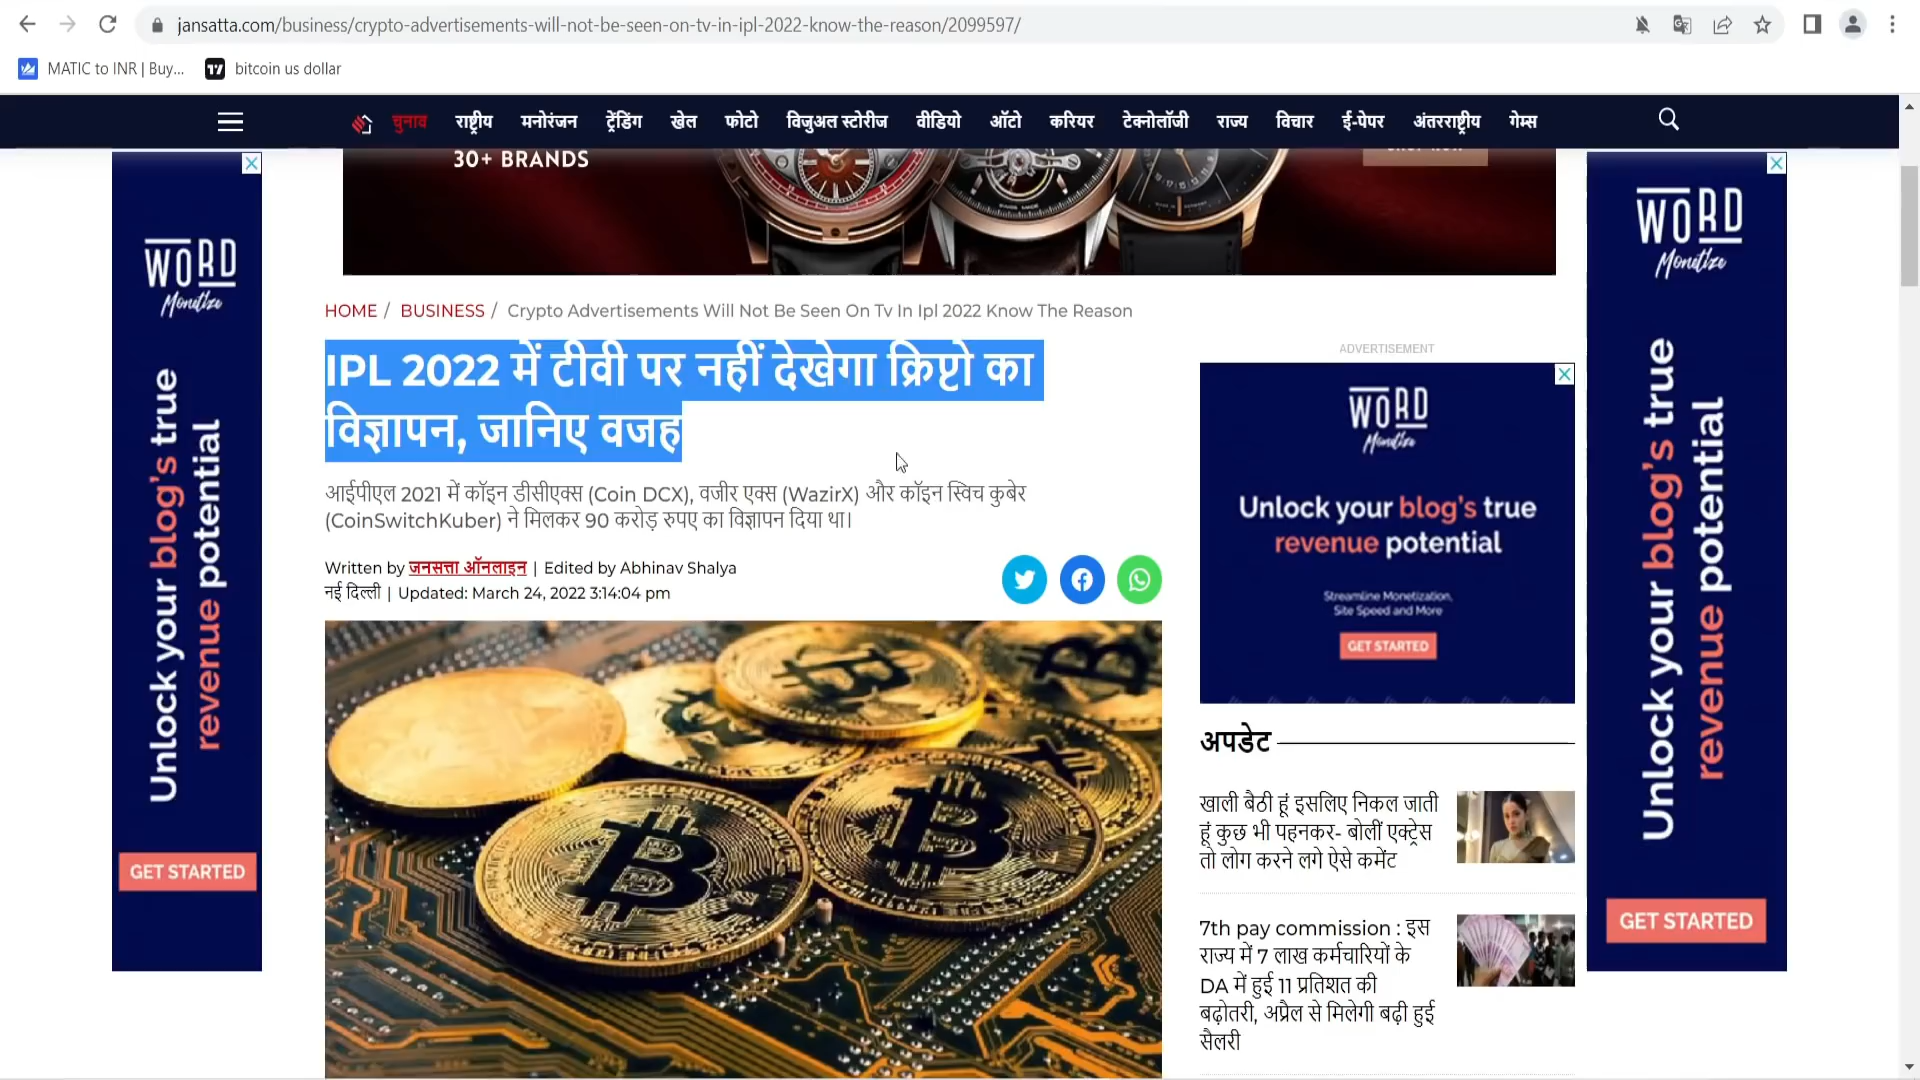 jansatta.com/business/crypto-advertisements-will-not-be-seen-on-tv-in-ipl-2022-know-the-reason/2099597/
MATIC to INR | Buy...
bitcoin us dollar
चुनाव राष्ट्रीय मनोरंजन ट्रेंडिंग खेल फोटो विजुअल स्टोरीज वीडियो ऑटो करियर टेक्नोलॉजी राज्य विचार ई-पेपर अंतरराष्ट्रीय गेम्स
30+ BRANDS
WORD
Monetize
Unlock your blog's true
revenue potential
GET STARTED
HOME / BUSINESS / Crypto Advertisements Will Not Be Seen On Tv In Ipl 2022 Know The Reason
IPL 2022 में टीवी पर नहीं देखेगा क्रिप्टो का
विज्ञापन, जानिए वजह
आईपीएल 2021 में कॉइन डीसीएक्स (Coin DCX), वजीर एक्स (WazirX) और कॉइन स्विच कुबेर
(CoinSwitchKuber) ने मिलकर 90 करोड़ रुपए का विज्ञापन दिया था।
Written by जनसत्ता ऑनलाइन | Edited by Abhinav Shalya
नई दिल्ली | Updated: March 24, 2022 3:14:04 pm
ADVERTISEMENT
WORD
Monetize
Unlock your blog's true
revenue potential
Streamline Monetization,
Site Speed and More
GET STARTED
अपडेट
खाली बैठी हूं इसलिए निकल जाती
हूं कुछ भी पहनकर- बोलीं एक्ट्रेस
तो लोग करने लगे ऐसे कमेंट
7th pay commission : इस
राज्य में 7 लाख कर्मचारियों के
DA में हुई 11 प्रतिशत की
बढ़ोतरी, अप्रैल से मिलेगी बढ़ी हुई
सैलरी
WORD
Monetize
Unlock your blog's true
revenue potential
GET STARTED